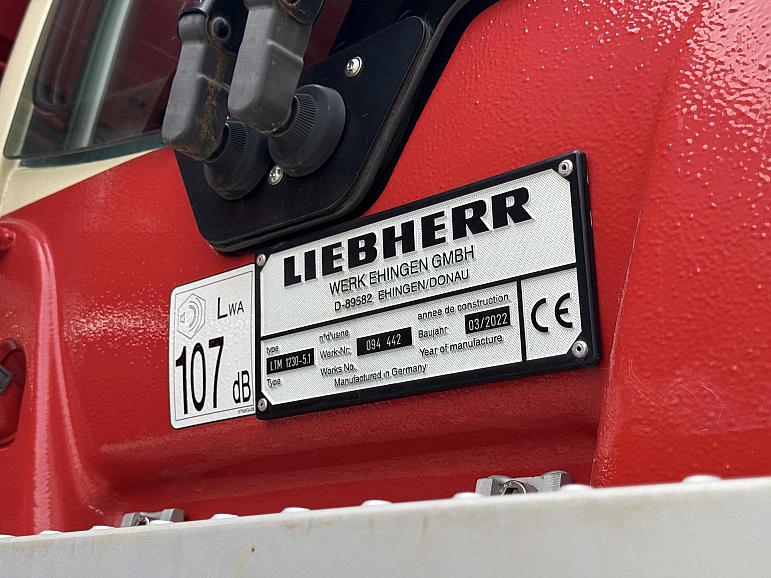 LIEBHERR
WERK EHINGEN GMBH
D-89582 EHINGEN/DONAU
type
LTM 1230-5.1
Type
n°d'usine
Werk-Nr.
094 442
Works No.
annee de construction
Baujahr
03/2022
Year of manufacture
Manufactured in Germany
CE
LWA
107 dB